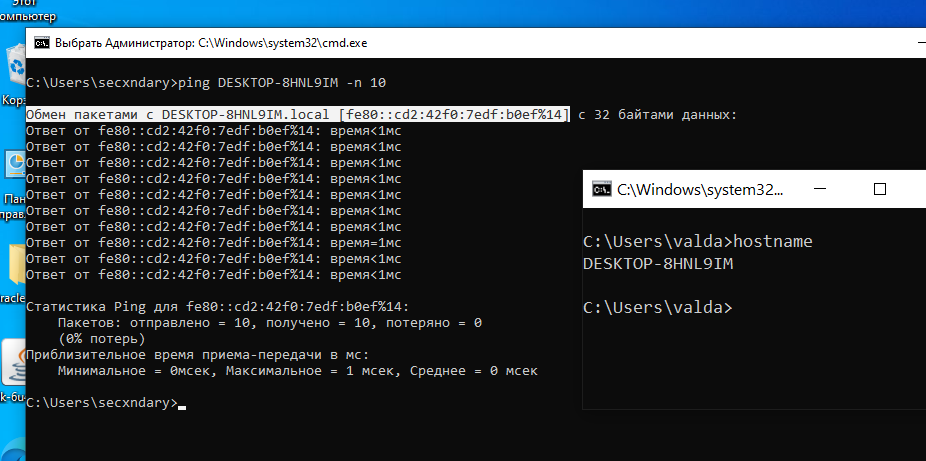 Этот
компьютер
Выбрать Администратор: C:\Windows\system32\cmd.exe
C:\Users\secxndary>ping DESKTOP-8HNL9IM -n 10
Обмен пакетами с DESKTOP-8HNL9IM.local [fe80::cd2:42f0:7edf:b0ef%14] с 32 байтами данных:
Ответ от fe80::cd2:42f0:7edf:b0ef%14: время<1мс
Ответ от fe80::cd2:42f0:7edf:b0ef%14: время<1мс
Ответ от fe80::cd2:42f0:7edf:b0ef%14: время<1мс
Ответ от fe80::cd2:42f0:7edf:b0ef%14: время<1мс
Ответ от fe80::cd2:42f0:7edf:b0ef%14: время<1мс
Ответ от fe80::cd2:42f0:7edf:b0ef%14: время<1мс
Ответ от fe80::cd2:42f0:7edf:b0ef%14: время<1мс
Ответ от fe80::cd2:42f0:7edf:b0ef%14: время=1мс
Ответ от fe80::cd2:42f0:7edf:b0ef%14: время<1мс
Ответ от fe80::cd2:42f0:7edf:b0ef%14: время<1мс
Статистика Ping для fe80::cd2:42f0:7edf:b0ef%14:
Пакетов: отправлено = 10, получено = 10, потеряно = 0
(0% потерь)
Приблизительное время приема-передачи в мс:
Минимальное = 0мсек, Максимальное = 1 мсек, Среднее = 0 мсек
C:\Users\secxndary>
C:\Windows\system32...
C:\Users\valda>hostname
DESKTOP-8HNL9IM
C:\Users\valda>
Корз
Пан
прав
racle
k-6u